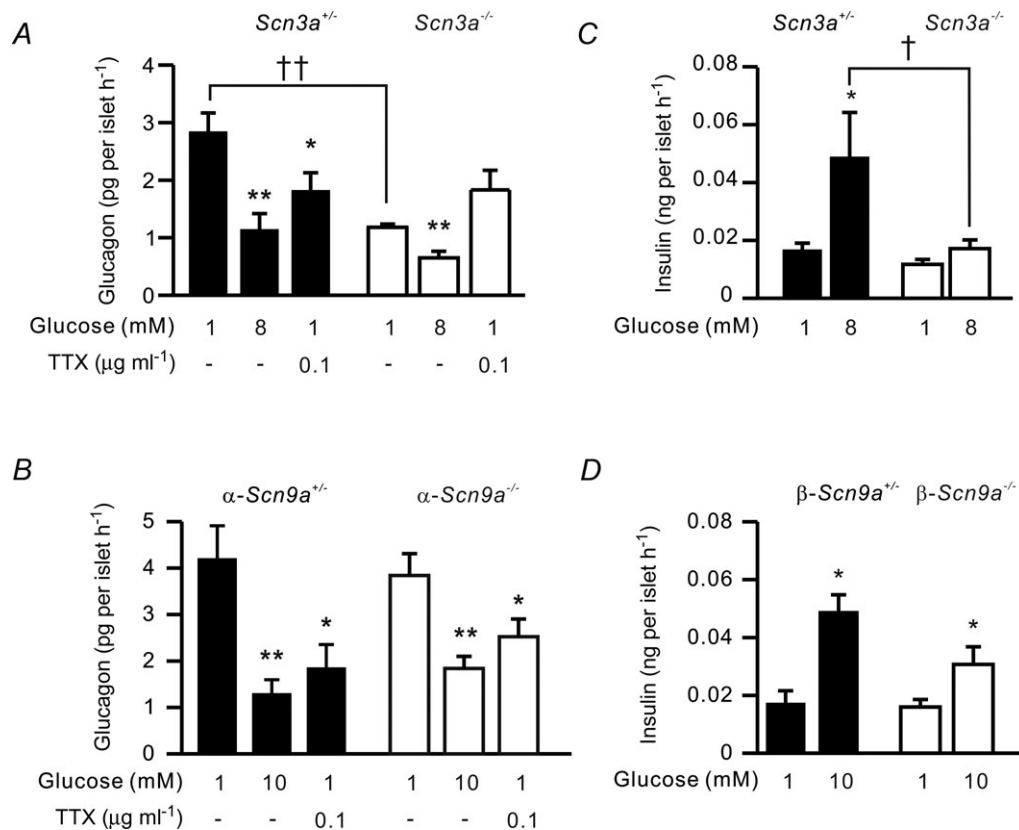 A
Scn3a+/-
Scn3a-/-
Glucagon (pg per islet h-1)
4
3
2
1
0
††
**
*
**
Glucose (mM) 1 8 1 1 8 1
TTX (μg ml-1) - - 0.1 - - 0.1
C
Scn3a+/-
Scn3a-/-
Insulin (ng per islet h-1)
0.08
0.06
0.04
0.02
0
†
*
Glucose (mM) 1 8 1 8
B
α-Scn9a+/-
α-Scn9a-/-
Glucagon (pg per islet h-1)
5
4
3
2
1
0
**
*
**
*
Glucose (mM) 1 10 1 1 10 1
TTX (μg ml-1) - - 0.1 - - 0.1
D
β-Scn9a+/-
β-Scn9a-/-
Insulin (ng per islet h-1)
0.08
0.06
0.04
0.02
0
*
*
Glucose (mM) 1 10 1 10